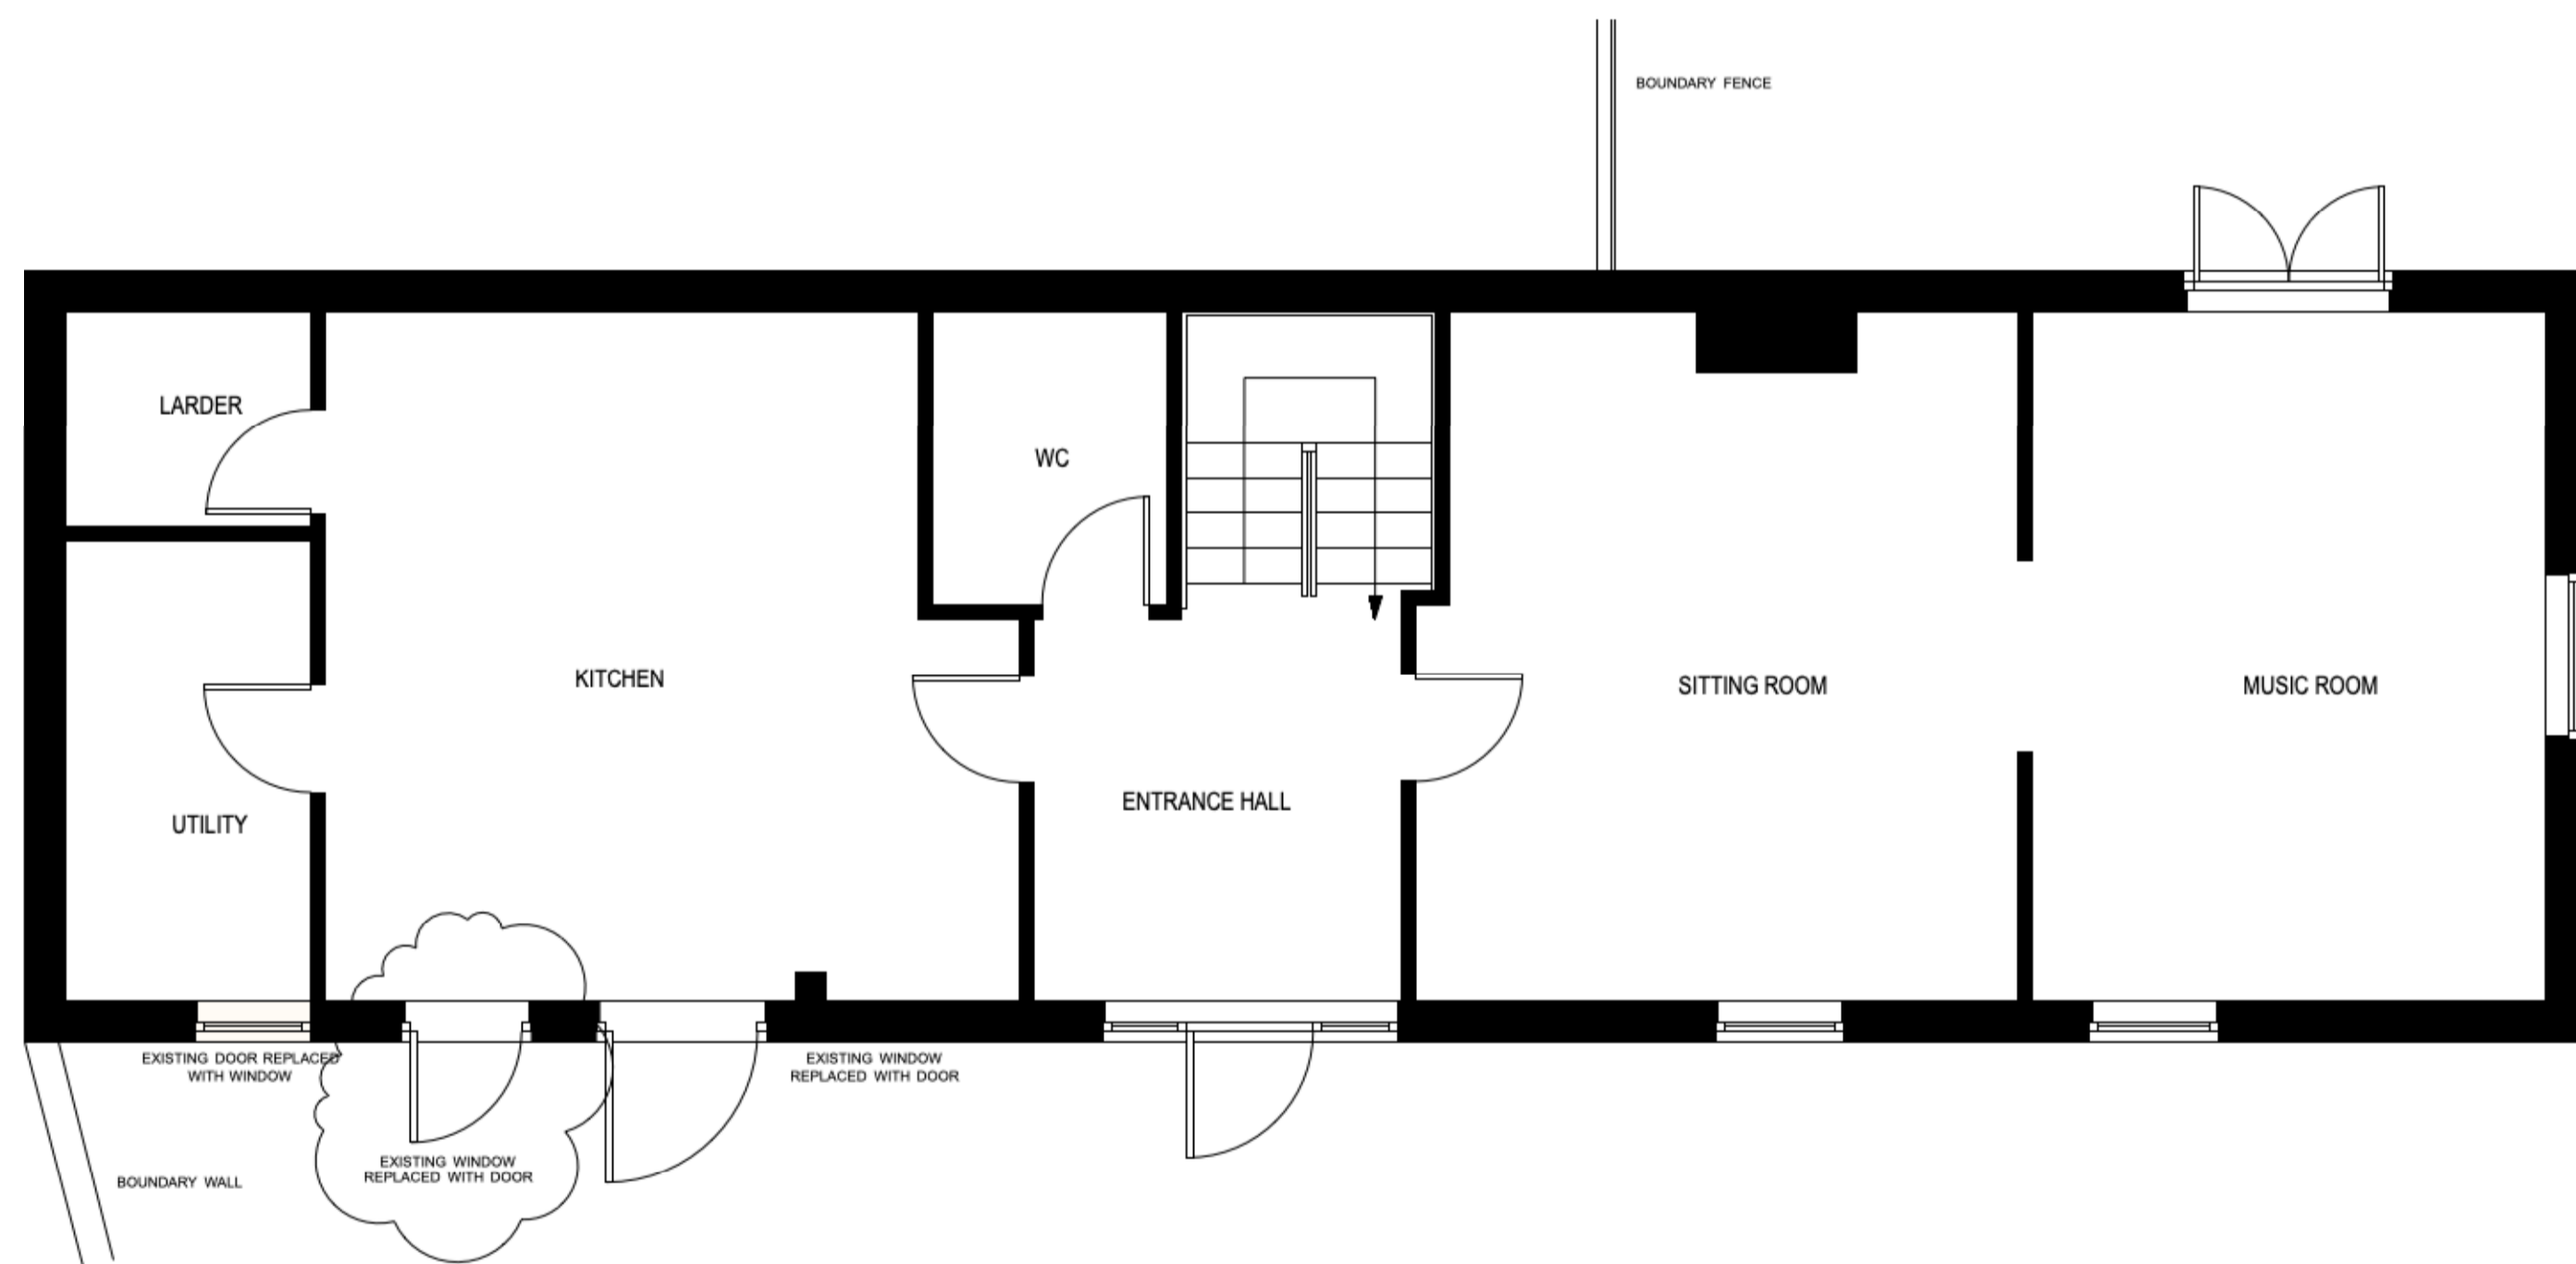 BOUNDARY FENCE
LARDER
WC
KITCHEN
SITTING ROOM
MUSIC ROOM
ENTRANCE HALL
UTILITY
EXISTING DOOR REPLACED
WITH WINDOW
EXISTING WINDOW
REPLACED WITH DOOR
EXISTING WINDOW
REPLACED WITH DOOR
BOUNDARY WALL